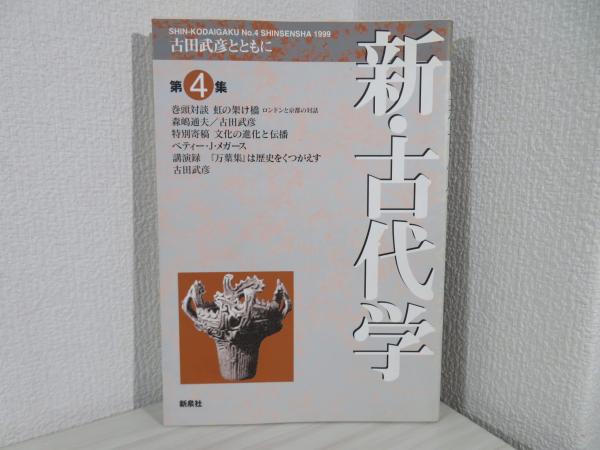 SHIN-KODAIGAKU No.4 SHINSENSHA 1999
古田武彦とともに
新・古代学
第4集
巻頭対談 虹の架け橋 ロンドンと京都の対話
森嶋通夫/古田武彦
特別寄稿 文化の進化と伝播
ベティー・J・メガース
講演録 『万葉集』は歴史をくつがえす
古田武彦
新泉社